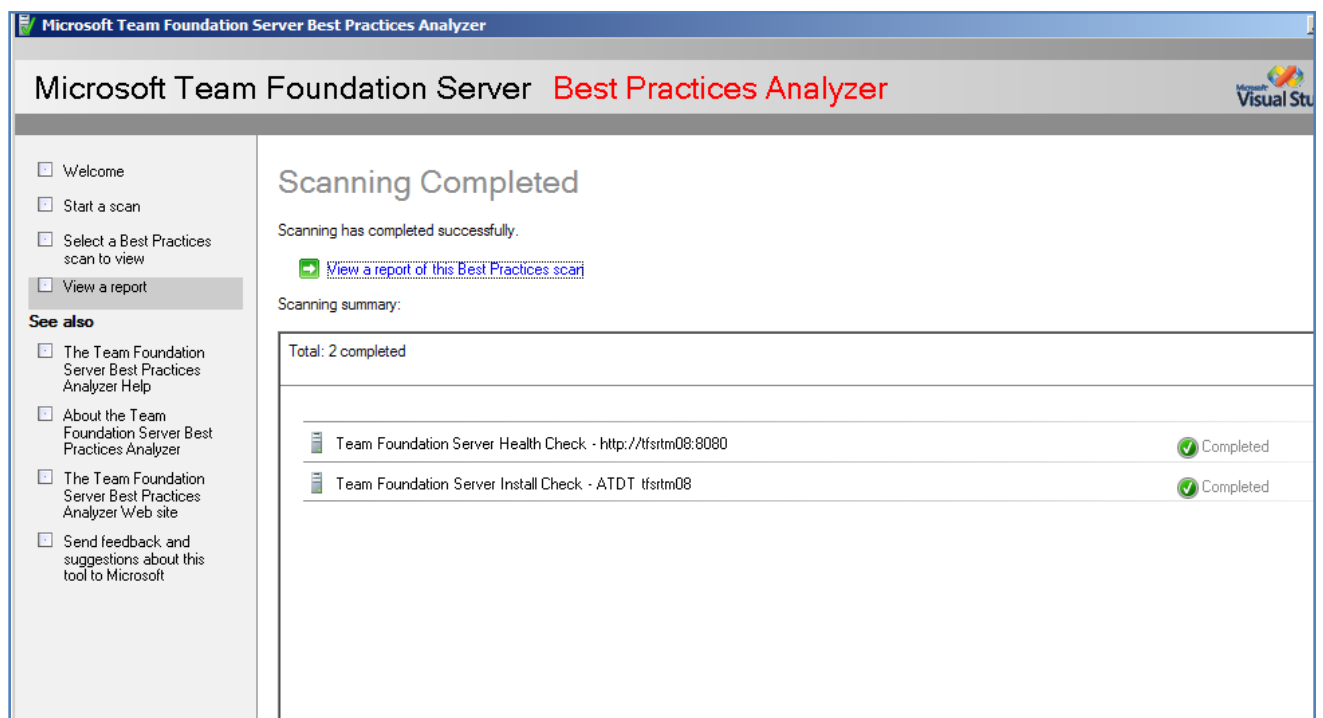 Microsoft Team Foundation Server Best Practices Analyzer
Microsoft Team Foundation Server Best Practices Analyzer
Microsoft
Visual Stu
Welcome
Start a scan
Select a Best Practices
scan to view
View a report
See also
The Team Foundation
Server Best Practices
Analyzer Help
About the Team
Foundation Server Best
Practices Analyzer
The Team Foundation
Server Best Practices
Analyzer Web site
Send feedback and
suggestions about this
tool to Microsoft
Scanning Completed
Scanning has completed successfully.
View a report of this Best Practices scan
Scanning summary:
Total: 2 completed
Team Foundation Server Health Check - http://tfsrtm08:8080
Completed
Team Foundation Server Install Check - ATDT tfsrtm08
Completed